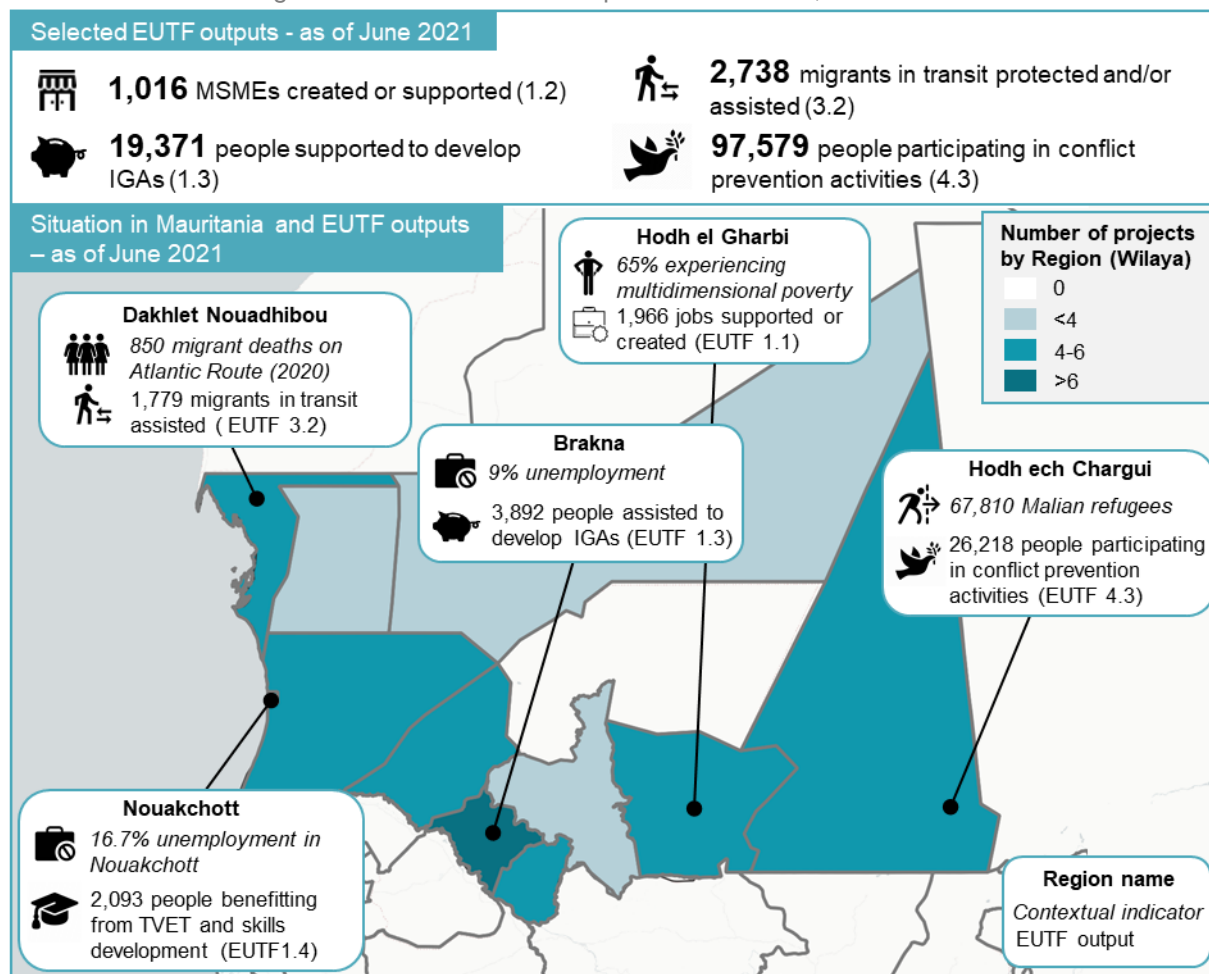 Selected EUTF outputs - as of June 2021
1,016 MSMEs created or supported (1.2)
19,371 people supported to develop
IGAs (1.3)
2,738 migrants in transit protected and/or
assisted (3.2)
97,579 people participating in conflict
prevention activities (4.3)
Situation in Mauritania and EUTF outputs
– as of June 2021
Dakhlet Nouadhibou
850 migrant deaths on
Atlantic Route (2020)
1,779 migrants in transit
assisted ( EUTF 3.2)
Hodh el Gharbi
65% experiencing
multidimensional poverty
1,966 jobs supported or
created (EUTF 1.1)
Number of projects
by Region (Wilaya)
0
<4
4-6
>6
Brakna
9% unemployment
3,892 people assisted to
develop IGAs (EUTF 1.3)
Hodh ech Chargui
67,810 Malian refugees
26,218 people participating
in conflict prevention
activities (EUTF 4.3)
Nouakchott
16.7% unemployment in
Nouakchott
2,093 people benefitting
from TVET and skills
development (EUTF1.4)
Region name
Contextual indicator
EUTF output